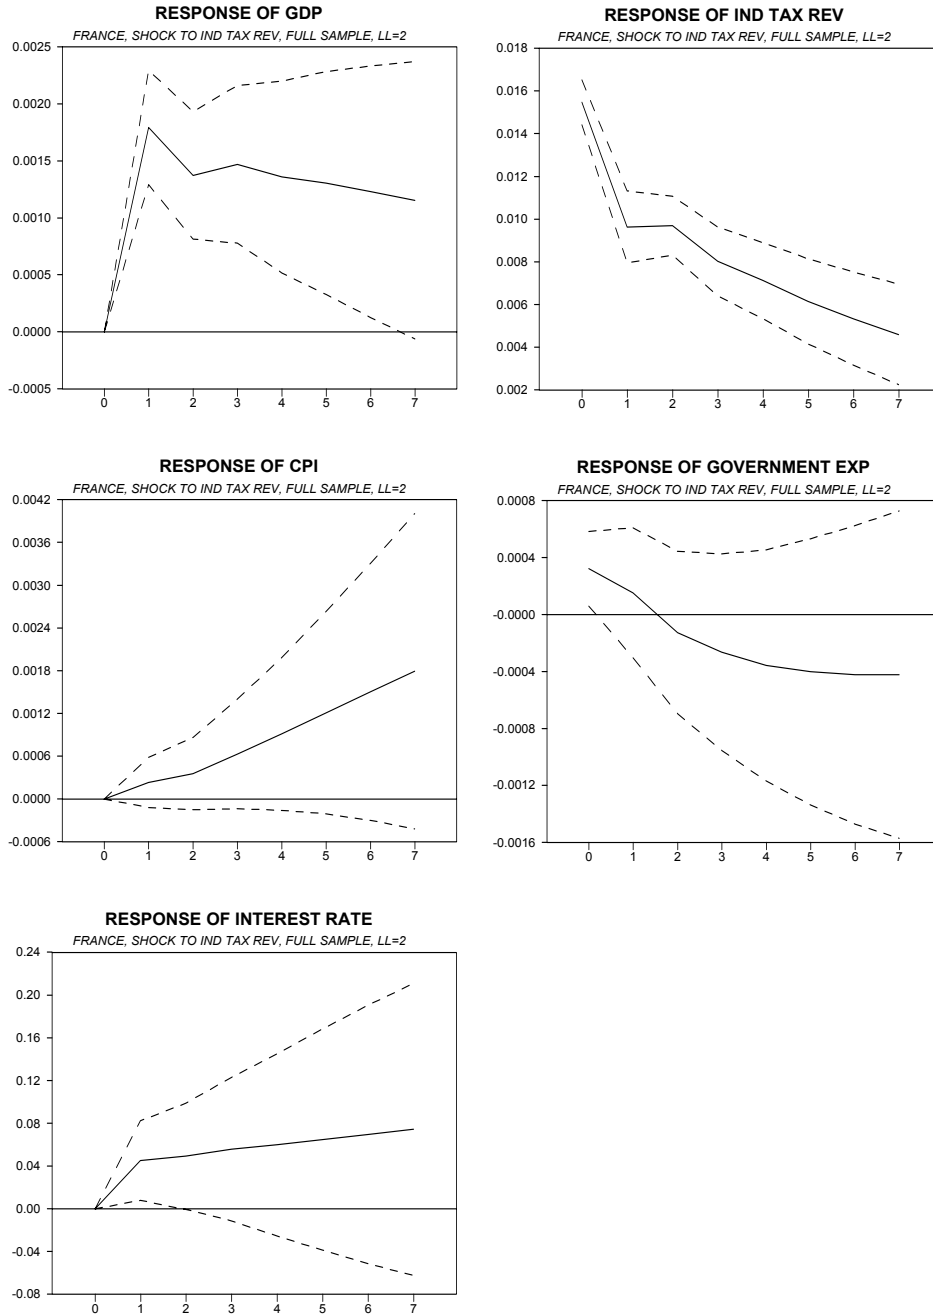 RESPONSE OF GDP
FRANCE, SHOCK TO IND TAX REV, FULL SAMPLE, LL=2
0.0025
0.0020
0.0015
0.0010
0.0005
0.0000
-0.0005
0 1 2 3 4 5 6 7
RESPONSE OF IND TAX REV
FRANCE, SHOCK TO IND TAX REV, FULL SAMPLE, LL=2
0.018
0.016
0.014
0.012
0.010
0.008
0.006
0.004
0.002
0 1 2 3 4 5 6 7
RESPONSE OF CPI
FRANCE, SHOCK TO IND TAX REV, FULL SAMPLE, LL=2
0.0042
0.0036
0.0030
0.0024
0.0018
0.0012
0.0006
0.0000
-0.0006
0 1 2 3 4 5 6 7
RESPONSE OF GOVERNMENT EXP
FRANCE, SHOCK TO IND TAX REV, FULL SAMPLE, LL=2
0.0008
0.0004
-0.0000
-0.0004
-0.0008
-0.0012
-0.0016
0 1 2 3 4 5 6 7
RESPONSE OF INTEREST RATE
FRANCE, SHOCK TO IND TAX REV, FULL SAMPLE, LL=2
0.24
0.20
0.16
0.12
0.08
0.04
0.00
-0.04
-0.08
0 1 2 3 4 5 6 7